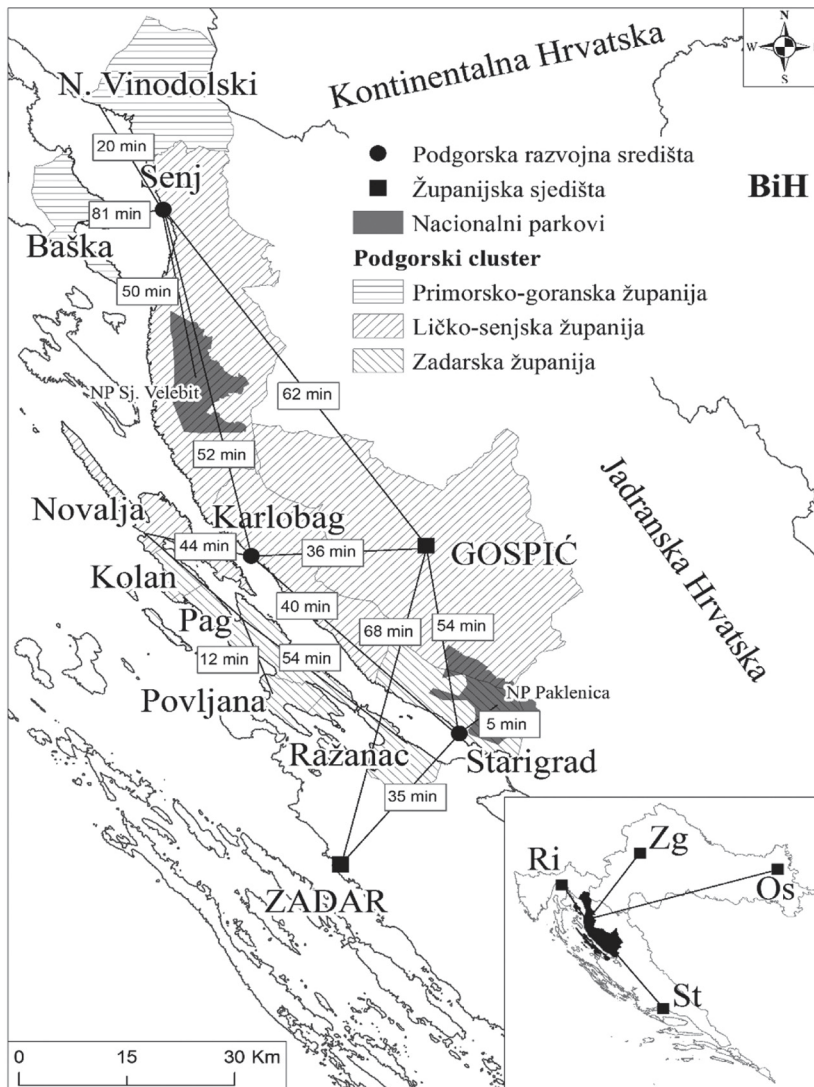 N
W
E
S
Kontinentalna Hrvatska
N. Vinodolski
20 min
Senj
81 min
Baška
50 min
Podgorska razvojna središta
Županijska sjedišta
Nacionalni parkovi
BiH
Podgorski cluster
Primorsko-goranska županija
Ličko-senjska županija
Zadarska županija
NP Sj. Velebit
62 min
52 min
Jadranska Hrvatska
Novalja
Karlobag
44 min
36 min
GOSPIĆ
Kolan
40 min
Pag
68 min
54 min
12 min
54 min
Povljana
NP Paklenica
5 min
Ražanac
Starigrad
35 min
ZADAR
Ri
Zg
Os
St
0 15 30 Km